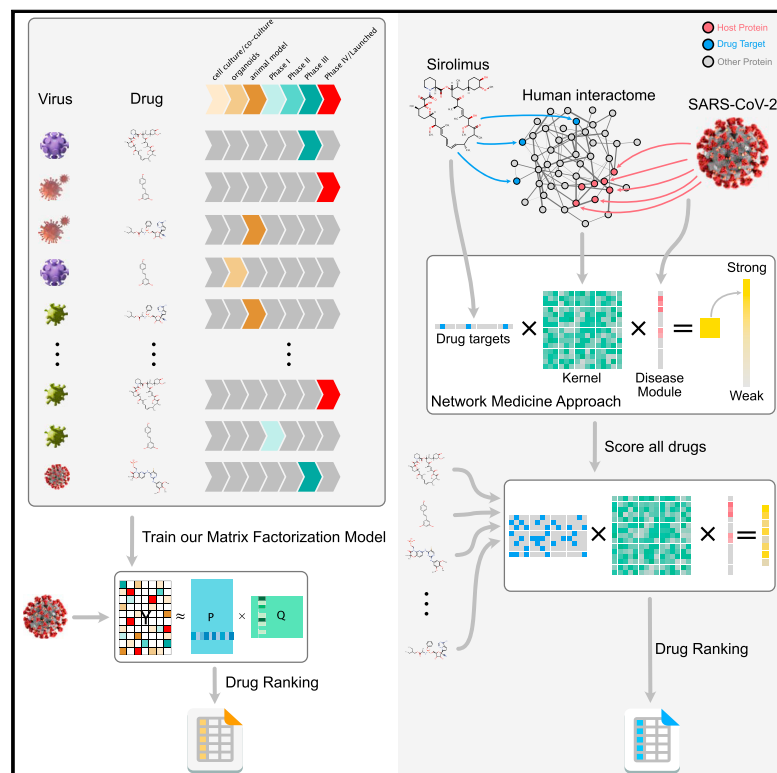 Virus
Drug
cell culture/co-culture
organoids
animal model
Phase I
Phase II
Phase III
Phase IV/Launched
Train our Matrix Factorization Model
Y ≈ P × Q
Drug Ranking
Host Protein
Drug Target
Other Protein
Sirolimus
Human interactome
SARS-CoV-2
Strong
× × =
Drug targets
Kernel
Disease
Module
Weak
Network Medicine Approach
Score all drugs
× × =
Drug Ranking